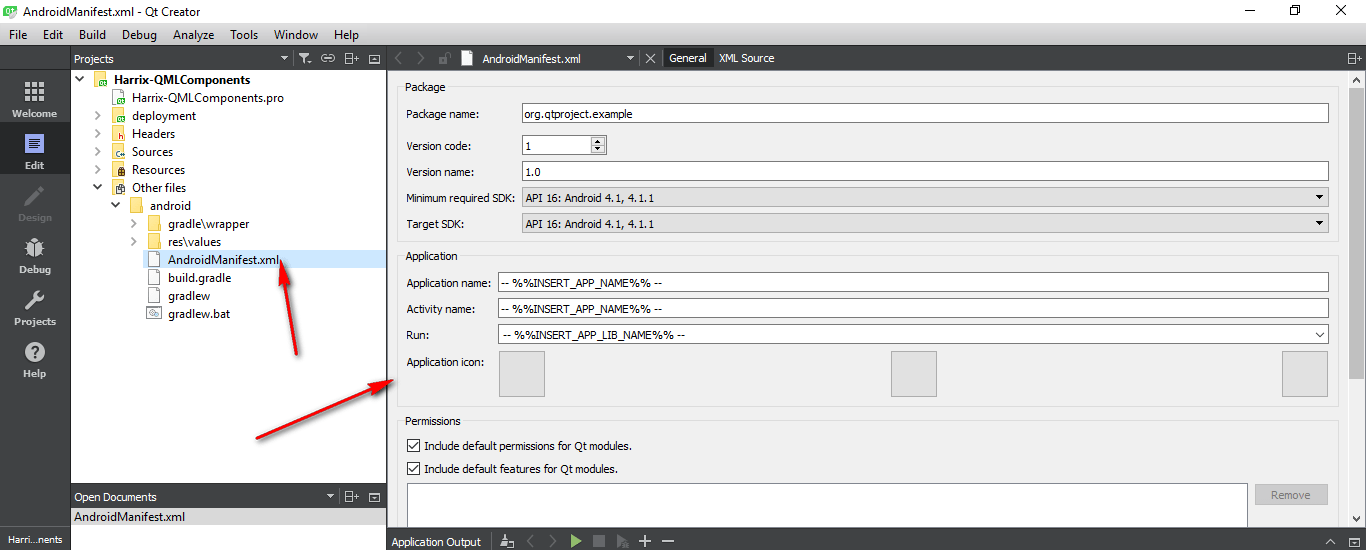 AndroidManifest.xml - Qt Creator
File Edit Build Debug Analyze Tools Window Help
Projects
AndroidManifest.xml
General
XML Source
Welcome
Edit
Design
Debug
Projects
Help
Harri...nents
Harrix-QMLComponents
Harrix-QMLComponents.pro
deployment
Headers
Sources
Resources
Other files
android
gradle\wrapper
res\values
AndroidManifest.xml
build.gradle
gradlew
gradlew.bat
Open Documents
AndroidManifest.xml
Package
Package name: org.qtproject.example
Version code: 1
Version name: 1.0
Minimum required SDK: API 16: Android 4.1, 4.1.1
Target SDK: API 16: Android 4.1, 4.1.1
Application
Application name: -- %%INSERT_APP_NAME%% --
Activity name: -- %%INSERT_APP_NAME%% --
Run: -- %%INSERT_APP_LIB_NAME%% --
Application icon:
Permissions
Include default permissions for Qt modules.
Include default features for Qt modules.
Remove
Application Output